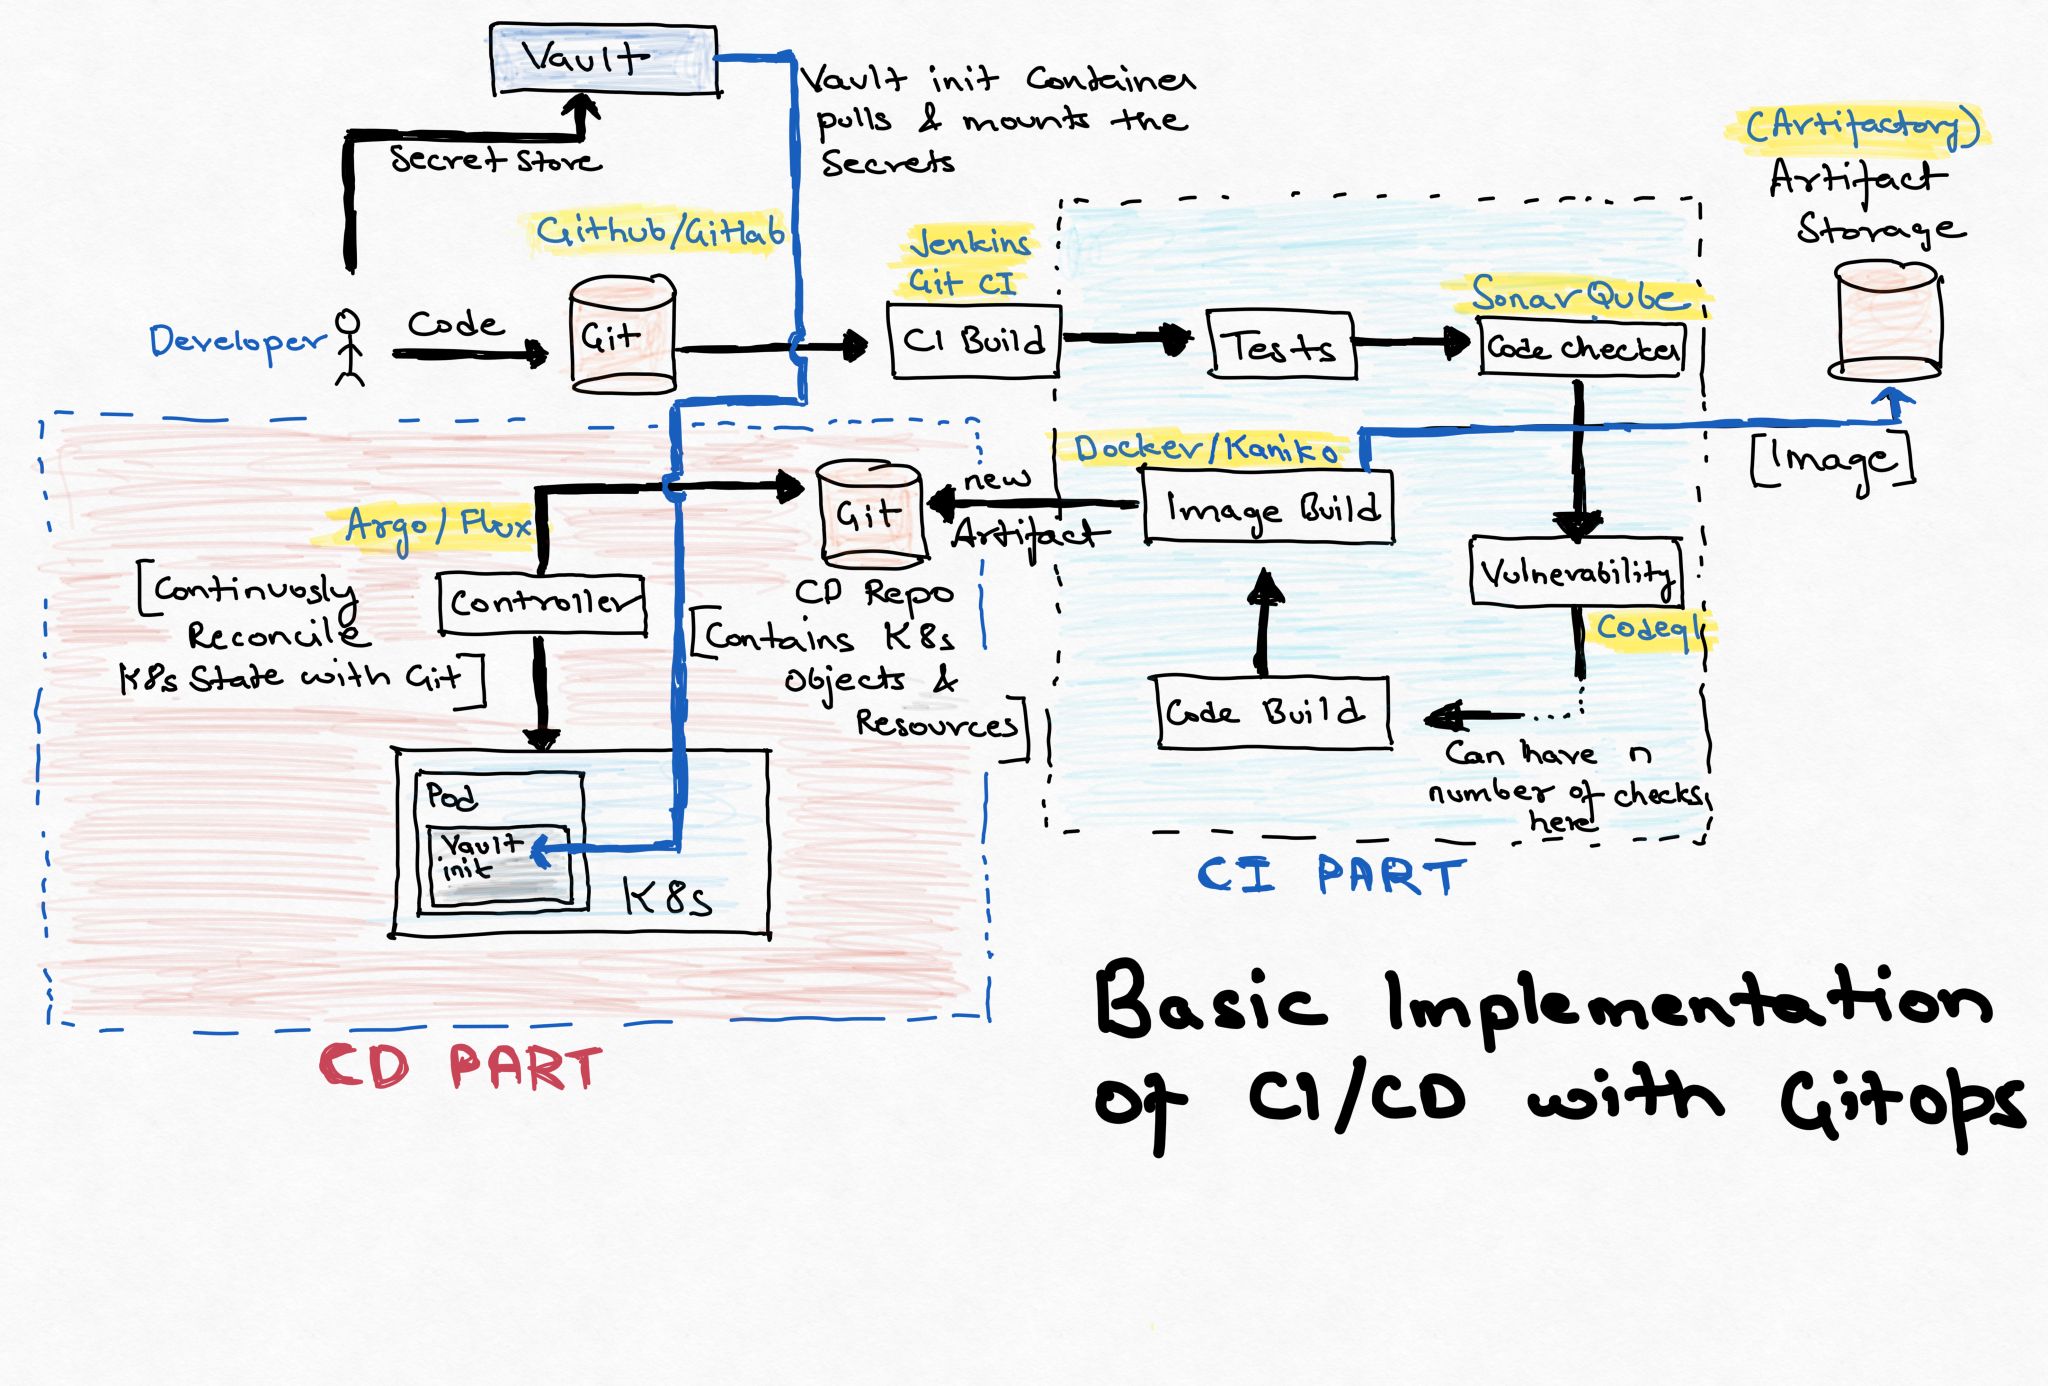 Vault
Vault init Container
pulls & mounts the
Secrets
Secret Store
(Artifactory)
Artifact
Storage
Github/GitLab
Jenkins
Git CI
Developer
Code
Git
CI Build
Tests
SonarQube
Code Checker
[Image]
Docker/Kaniko
Image Build
new
Artifact
Git
CD Repo
[Contains K8s
Objects &
Resources]
Argo/Flux
Controller
[Continuosly
Reconcile
K8s State with Git]
Vulnerability
Codeql
Code Build
Can have n
number of checks
here
Pod
Vault
init
K8s
CI PART
CD PART
Basic Implementation
of CI/CD with Gitops